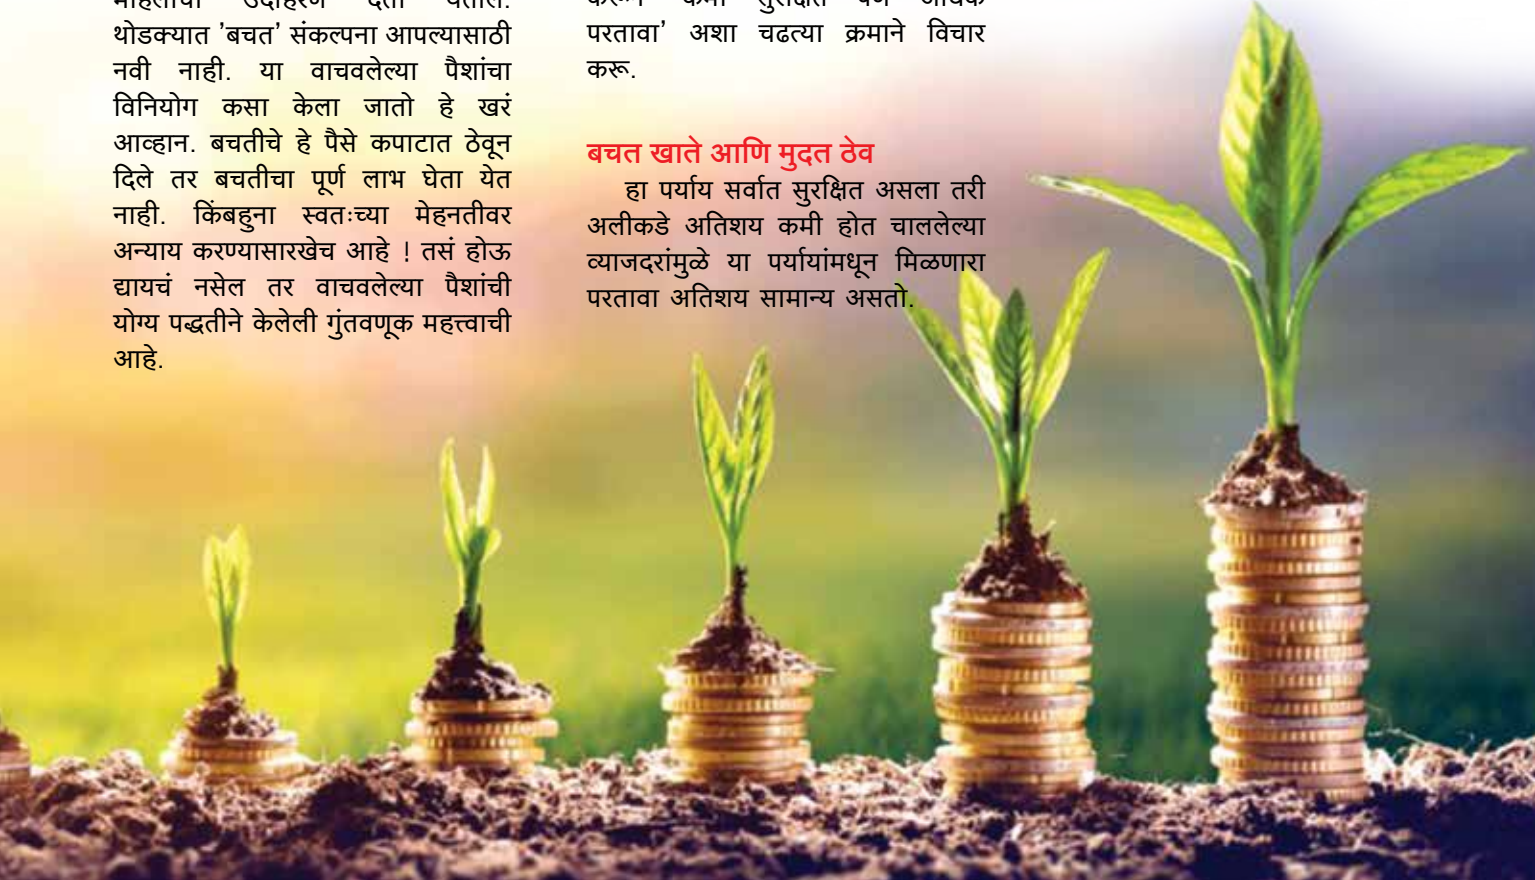 उदाहरण देता येतील.
थोडक्यात ’बचत’ संकल्पना आपल्यासाठी
नवी नाही. या वाचवलेल्या पैशांचा
विनियोग कसा केला जातो हे खरं
आव्हान. बचतीचे हे पैसे कपाटात ठेवून
दिले तर बचतीचा पूर्ण लाभ घेता येत
नाही. किंबहुना स्वतःच्या मेहनतीवर
अन्याय करण्यासारखेच आहे ! तसं होऊ
द्यायचं नसेल तर वाचवलेल्या पैशांची
योग्य पद्धतीने केलेली गुंतवणूक महत्त्वाची
आहे.
परतावा’ अशा चढत्या क्रमाने विचार
करू.
बचत खाते आणि मुदत ठेव
हा पर्याय सर्वात सुरक्षित असला तरी
अलीकडे अतिशय कमी होत चाललेल्या
व्याजदरांमुळे या पर्यायांमधून मिळणारा
परतावा अतिशय सामान्य असतो.